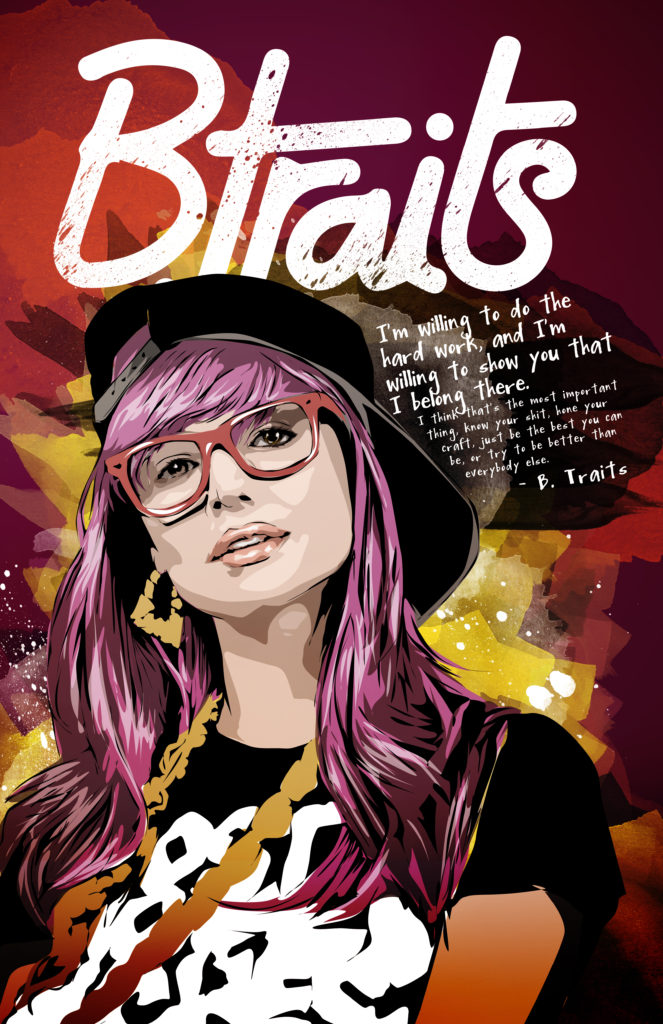 B.Traits
I'm willing to do the
hard work, and I'm
willing to show you that
I belong there.
I think that's the most important
thing, know your shit, hone your
craft, just be the best you can
be, or try to be better than
everybody else.
- B. Traits